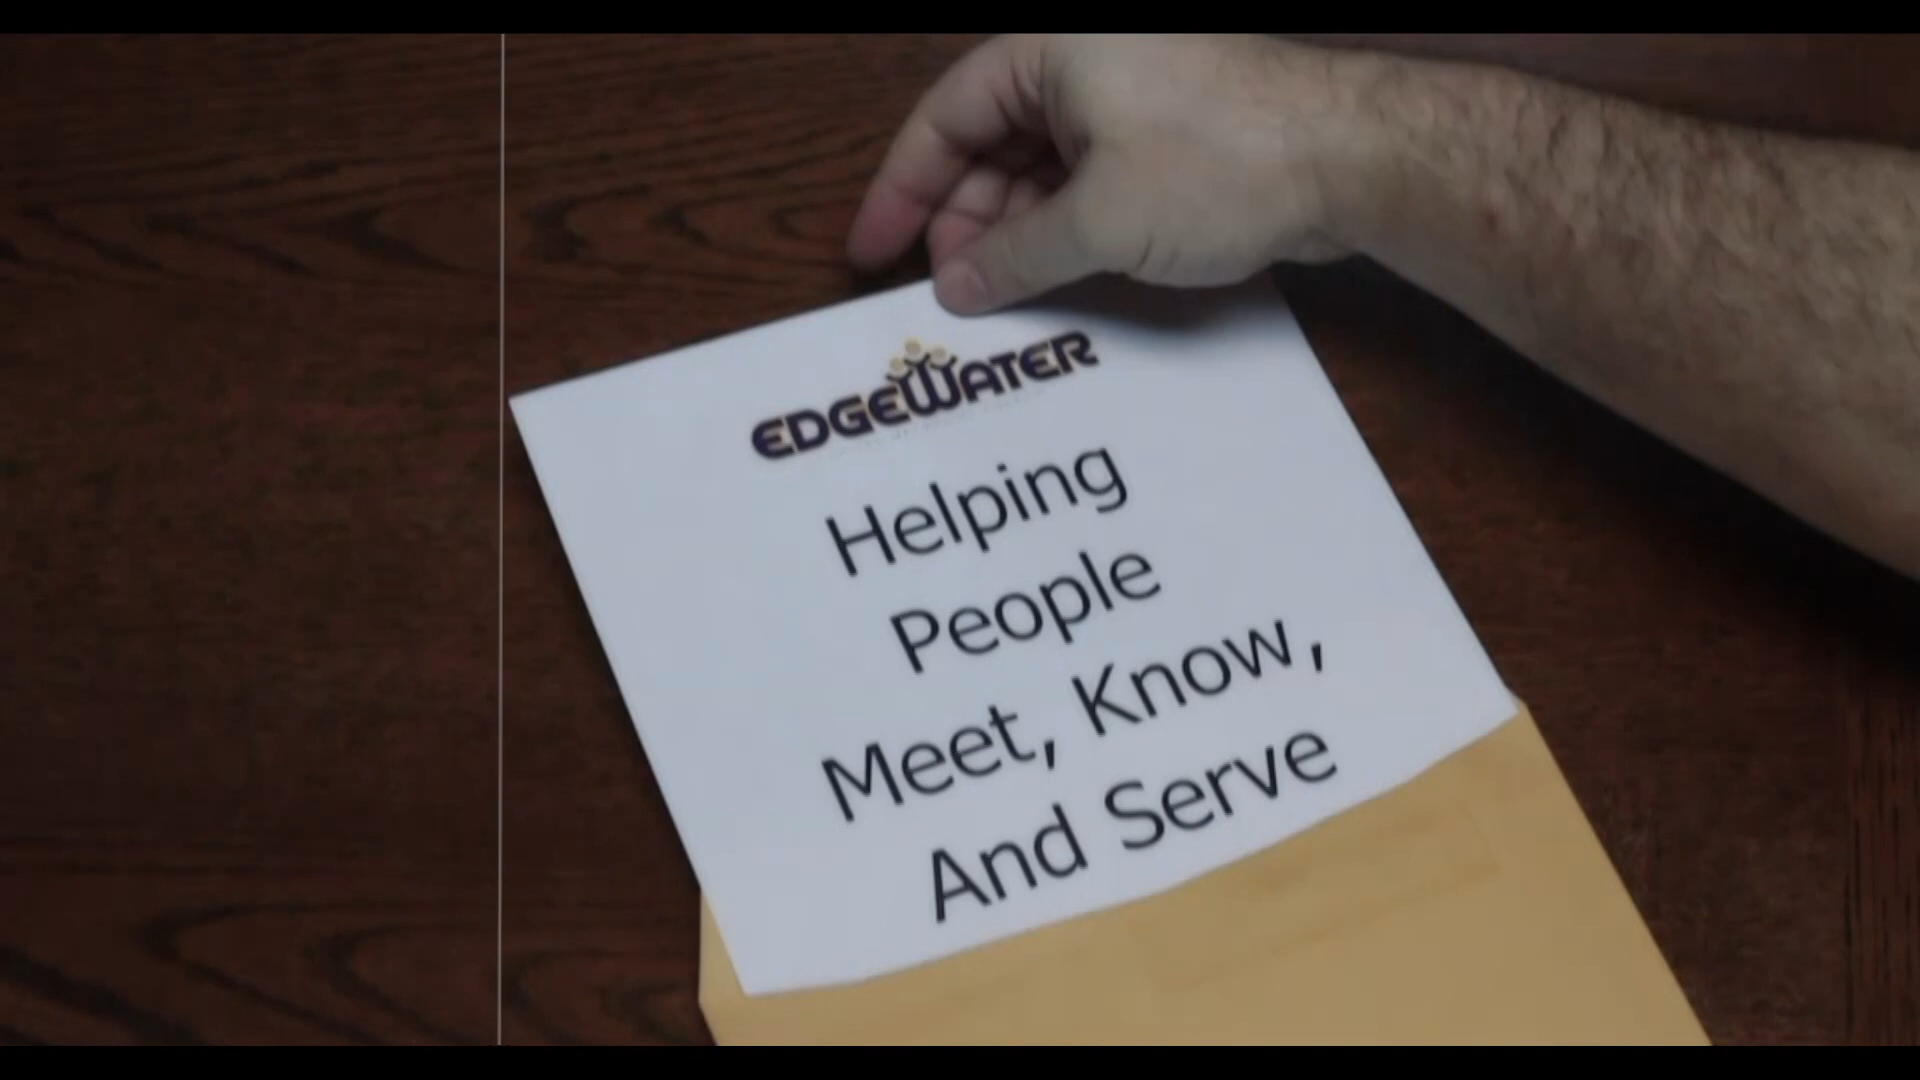 EDGEWATER
Helping
People
Meet, Know,
And Serve